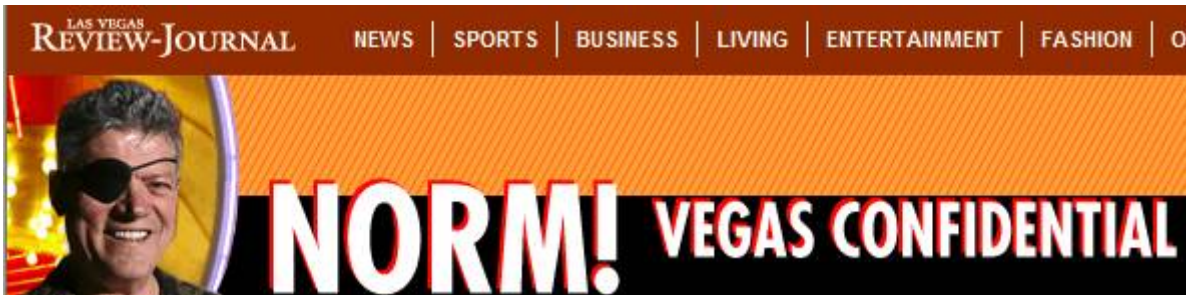 LAS VEGAS
REVIEW-JOURNAL NEWS SPORTS BUSINESS LIVING ENTERTAINMENT FASHION O
NORM! VEGAS CONFIDENTIAL